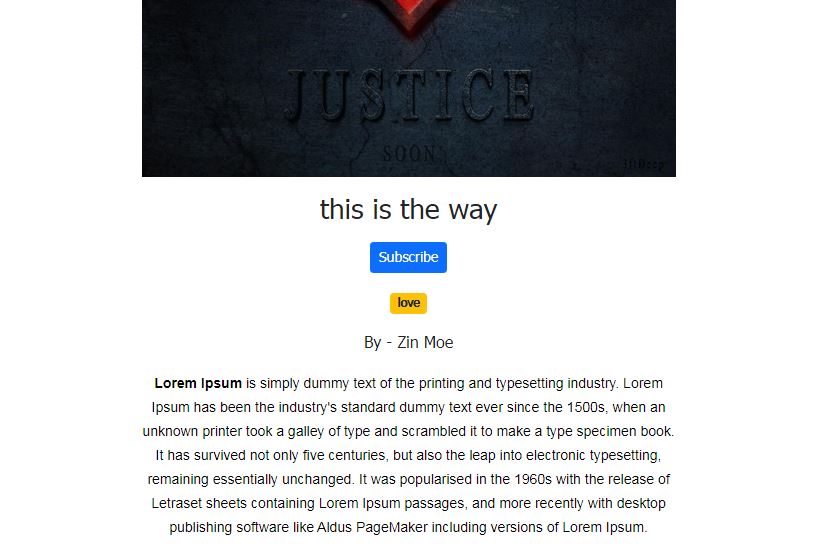 JUSTICE
SOON
this is the way
Subscribe
love
By - Zin Moe
Lorem Ipsum is simply dummy text of the printing and typesetting industry. Lorem
Ipsum has been the industry's standard dummy text ever since the 1500s, when an
unknown printer took a galley of type and scrambled it to make a type specimen book.
It has survived not only five centuries, but also the leap into electronic typesetting,
remaining essentially unchanged. It was popularised in the 1960s with the release of
Letraset sheets containing Lorem Ipsum passages, and more recently with desktop
publishing software like Aldus PageMaker including versions of Lorem Ipsum.